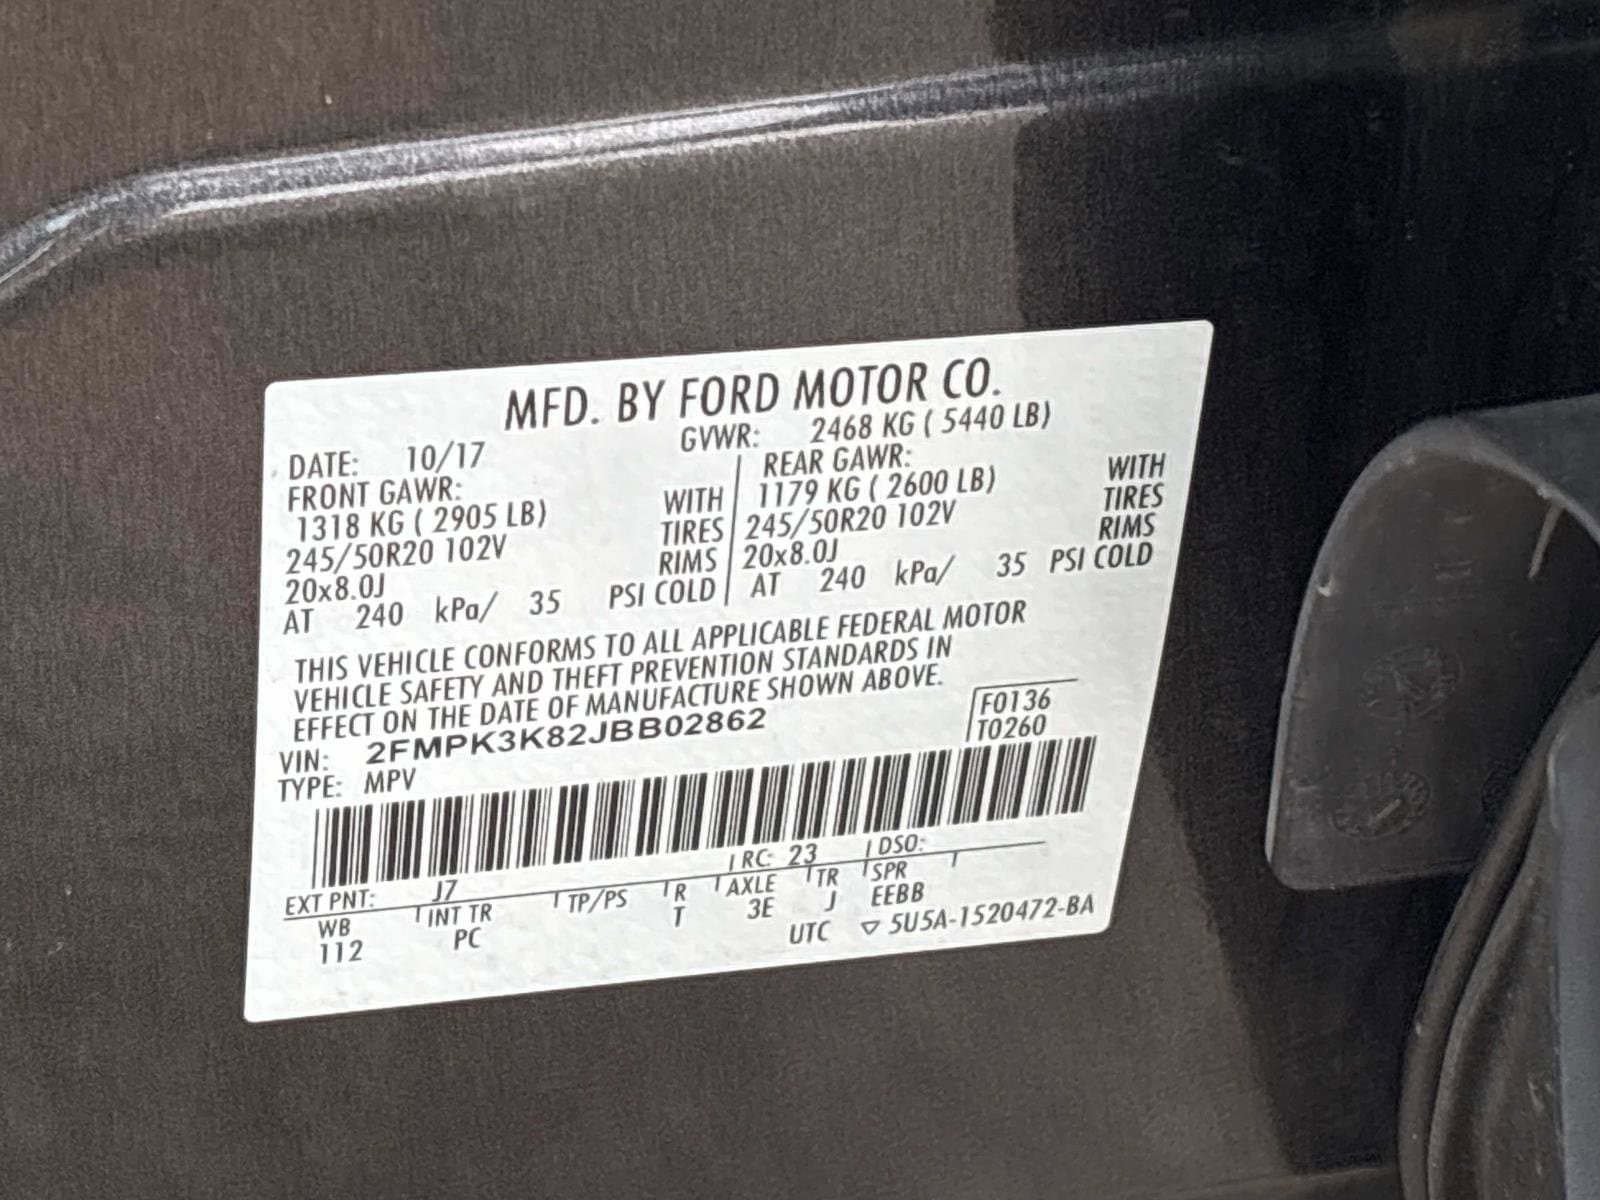 MFD. BY FORD MOTOR CO.
DATE: 10/17 GVWR: 2468 KG ( 5440 LB)
FRONT GAWR: REAR GAWR:
1318 KG ( 2905 LB) WITH 1179 KG ( 2600 LB) WITH
245/50R20 102V TIRES 245/50R20 102V TIRES
20x8.0J RIMS 20x8.0J RIMS
AT 240 kPa/ 35 PSI COLD AT 240 kPa/ 35 PSI COLD
THIS VEHICLE CONFORMS TO ALL APPLICABLE FEDERAL MOTOR
VEHICLE SAFETY AND THEFT PREVENTION STANDARDS IN
EFFECT ON THE DATE OF MANUFACTURE SHOWN ABOVE.
VIN: 2FMPK3K82JBB02862 F0136
TYPE: MPV T0260
EXT PNT: J7 RC: 23 DSO:
WB INT TR TP/PS R AXLE TR SPR
112 PC T 3E J EEBB
UTC ▽ 5U5A-1520472-BA